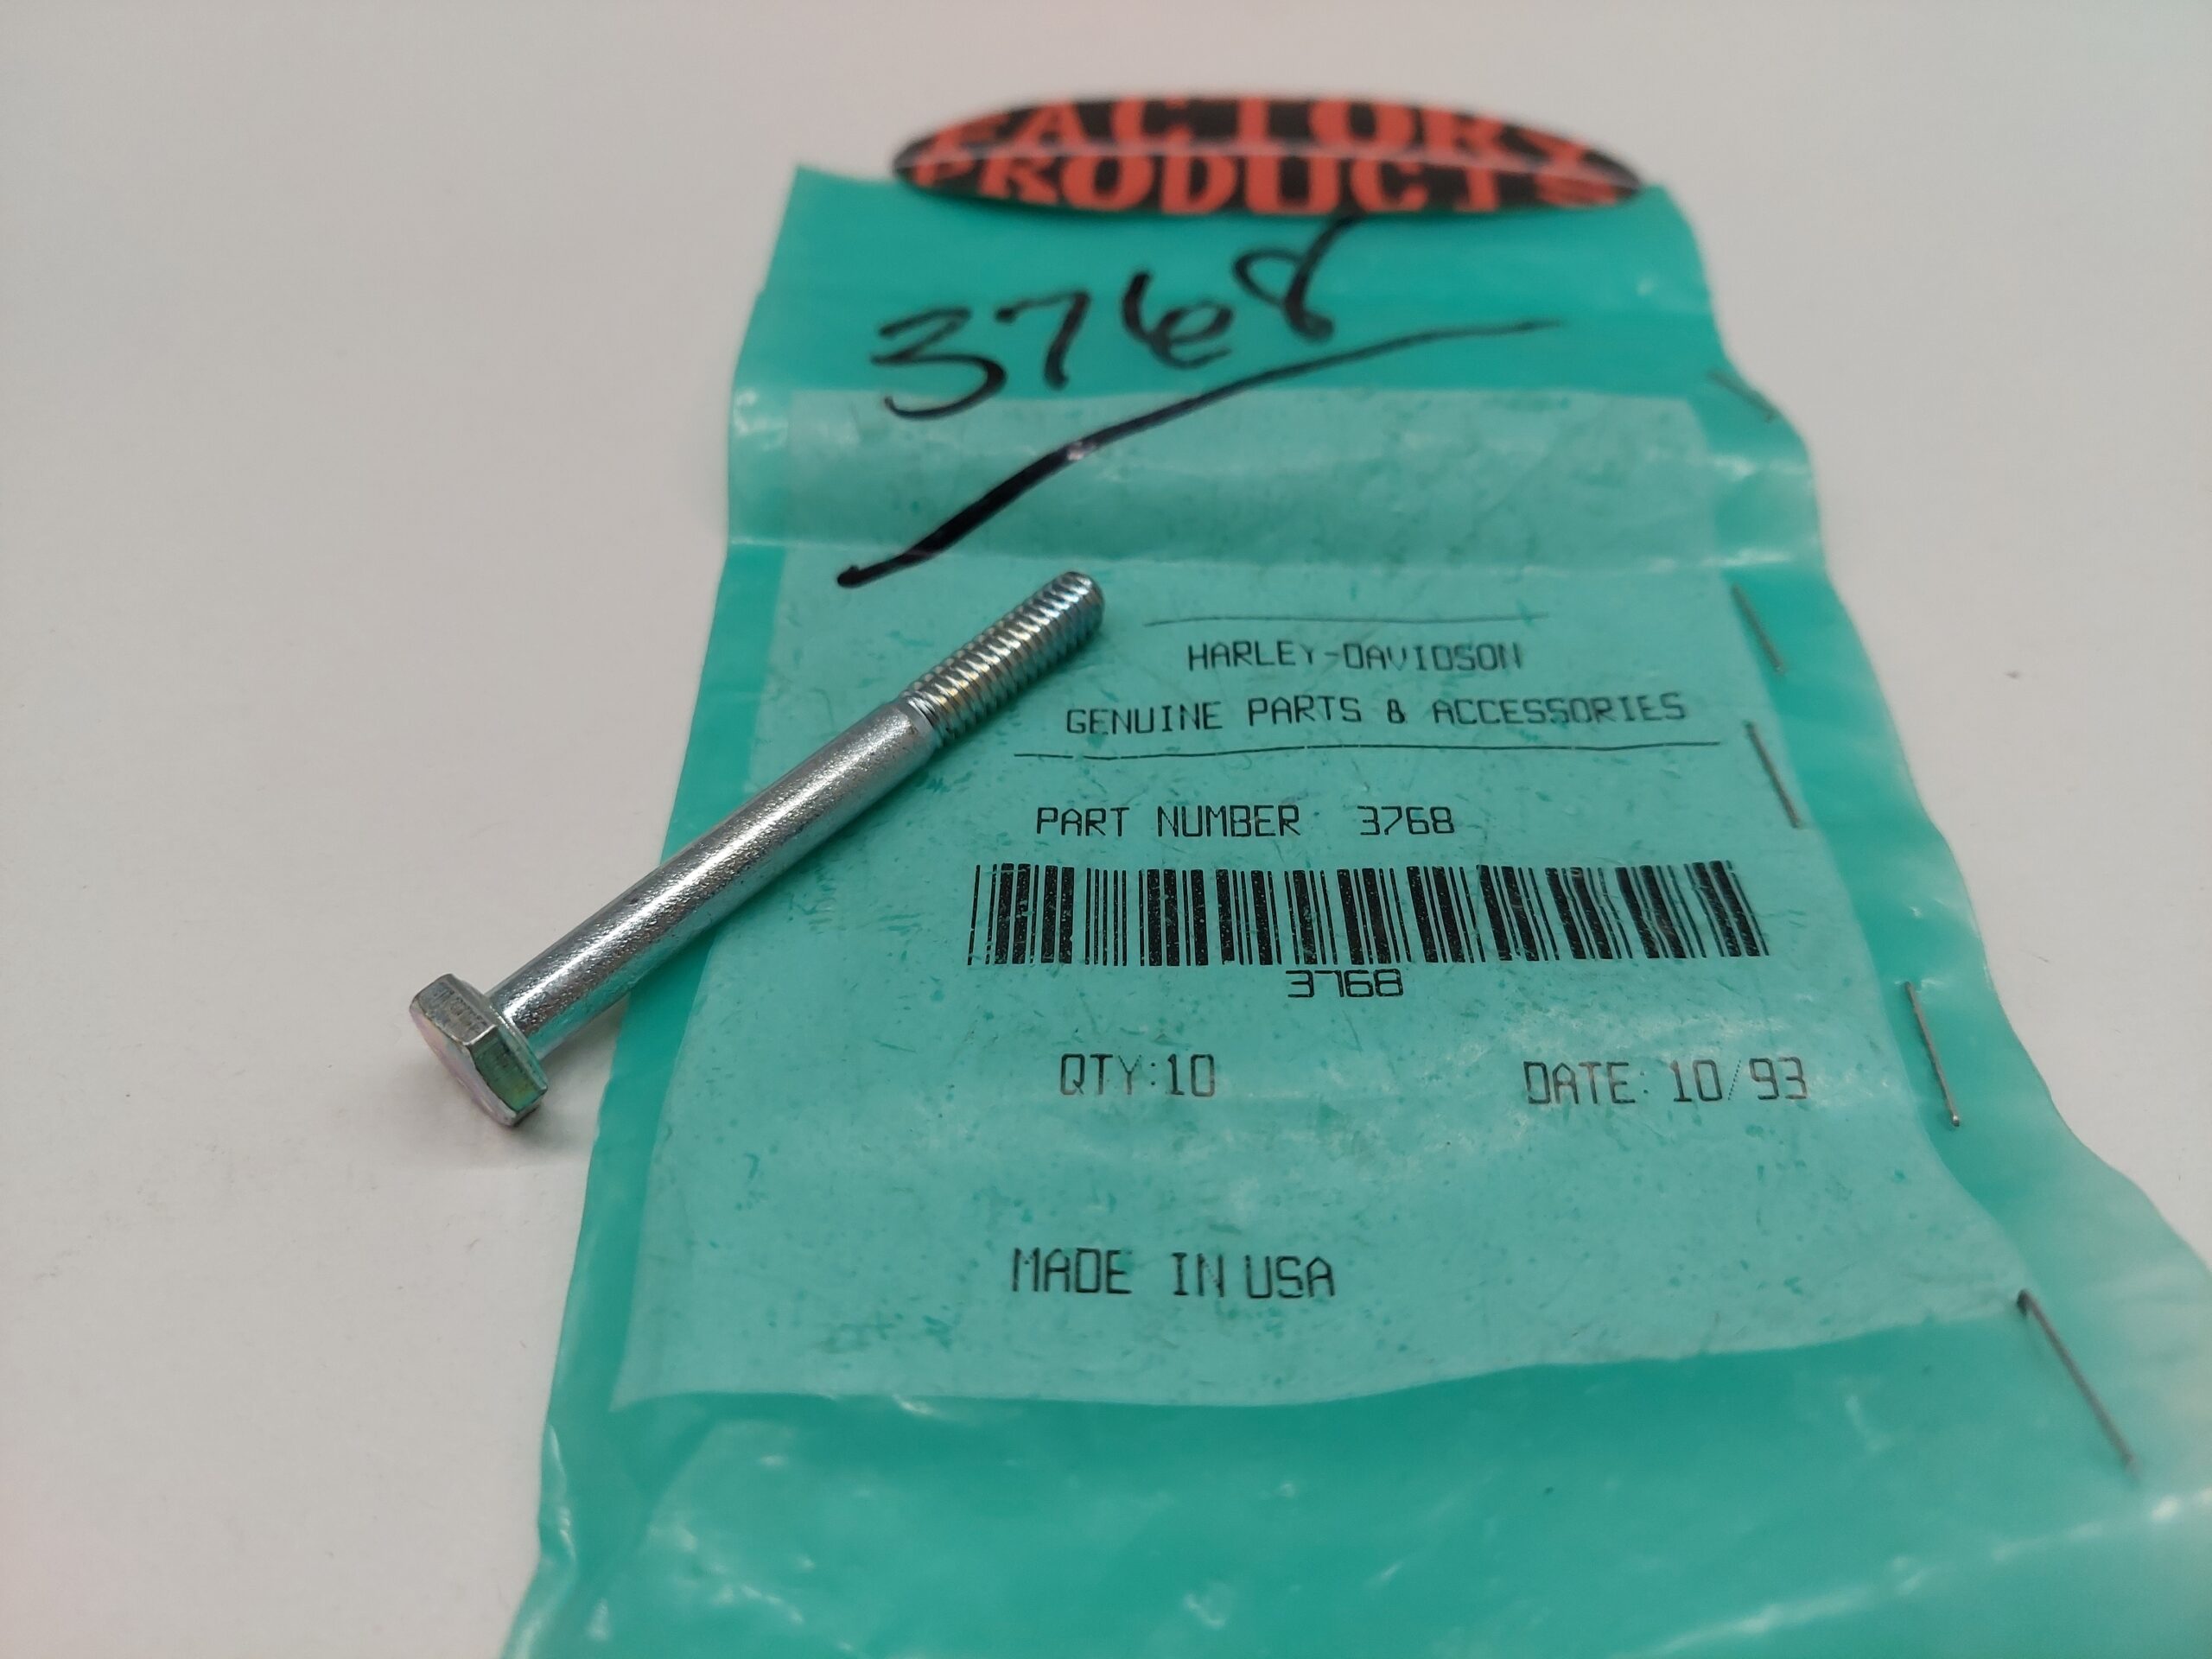 FACTORY
PRODUCTS
3768
HARLEY-DAVIDSON
GENUINE PARTS & ACCESSORIES
PART NUMBER 3768
3768
QTY:10 DATE: 10/93
MADE IN USA